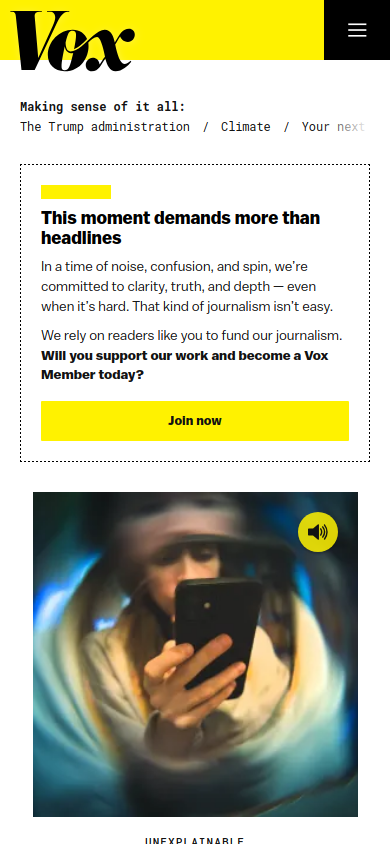 Vox
Making sense of it all:
The Trump administration / Climate / Your next
This moment demands more than
headlines
In a time of noise, confusion, and spin, we’re
committed to clarity, truth, and depth — even
when it’s hard. That kind of journalism isn’t easy.
We rely on readers like you to fund our journalism.
Will you support our work and become a Vox
Member today?
Join now
UNEXPLAINABLE